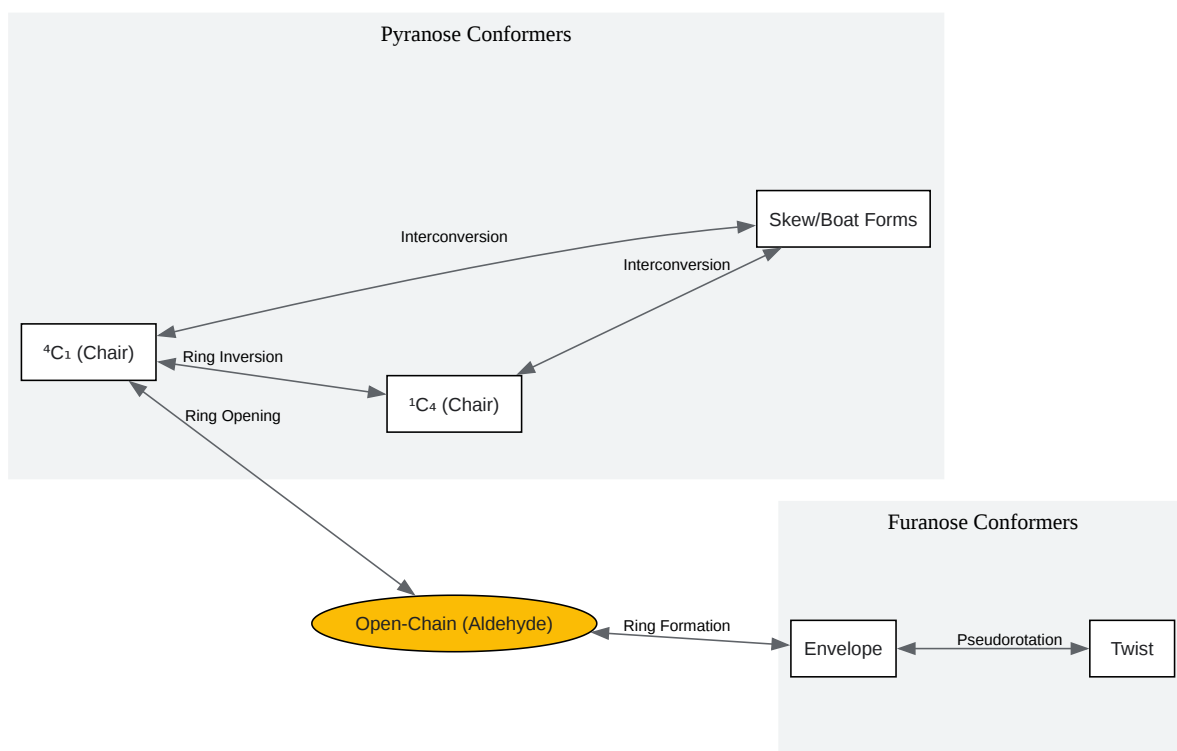 Pyranose Conformers
Skew/Boat Forms
Interconversion
Interconversion
⁴C₁ (Chair)
Ring Inversion
¹C₄ (Chair)
Ring Opening
Furanose Conformers
Open-Chain (Aldehyde)
Ring Formation
Envelope
Pseudorotation
Twist